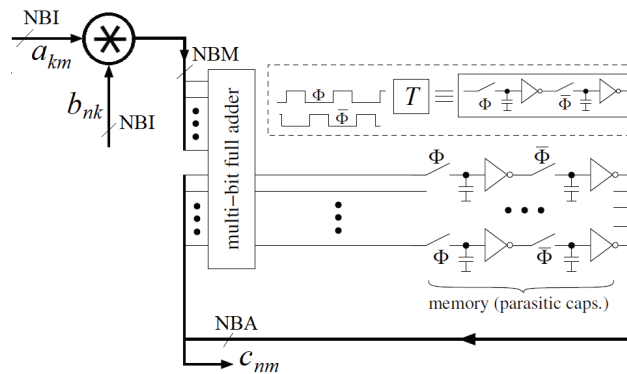 NBI
a_km
NBM
b_nk
NBI
Φ
Φ̅
T
Φ
Φ̅
multi−bit full adder
Φ
Φ̅
Φ
Φ̅
memory (parasitic caps.)
NBA
c_nm